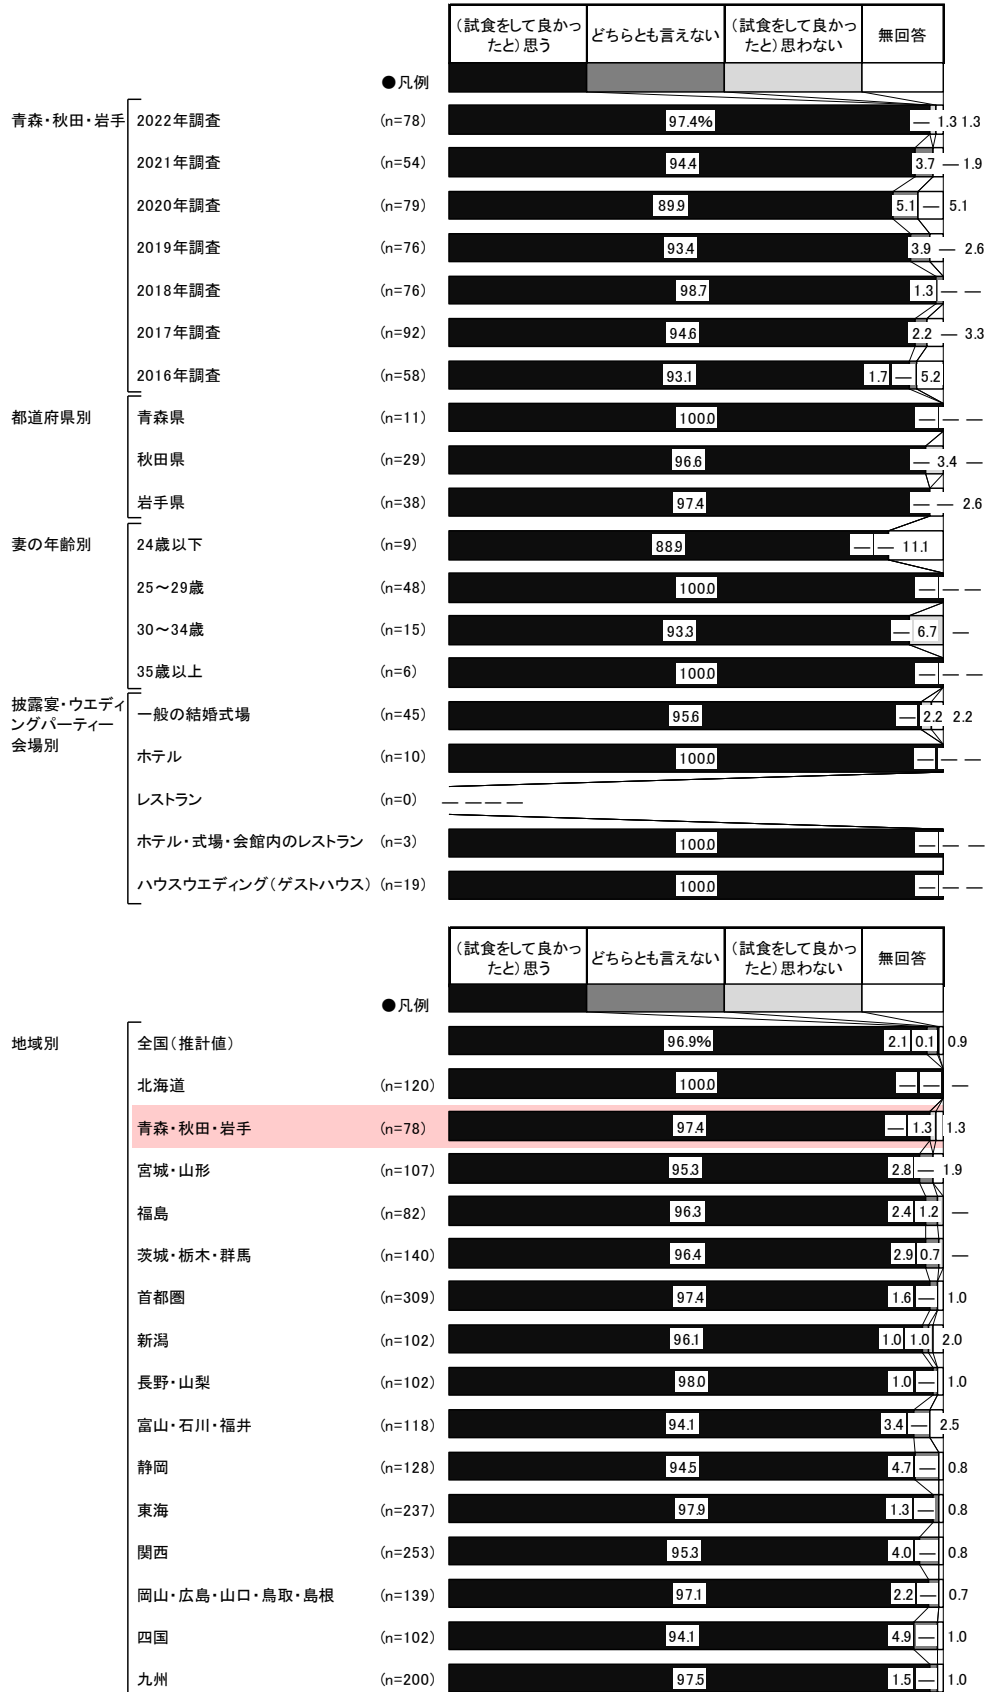 （試食をして良かっ
たと）思う
どちらとも言えない
（試食をして良かっ
たと）思わない
無回答
●凡例
青森・秋田・岩手 2022年調査 (n=78) 97.4% — 1.3 1.3
2021年調査 (n=54) 94.4 3.7 — 1.9
2020年調査 (n=79) 89.9 5.1 — 5.1
2019年調査 (n=76) 93.4 3.9 — 2.6
2018年調査 (n=76) 98.7 1.3 — —
2017年調査 (n=92) 94.6 2.2 — 3.3
2016年調査 (n=58) 93.1 1.7 — 5.2
都道府県別 青森県 (n=11) 100.0 — — —
秋田県 (n=29) 96.6 — 3.4 —
岩手県 (n=38) 97.4 — — 2.6
妻の年齢別 24歳以下 (n=9) 88.9 — — 11.1
25～29歳 (n=48) 100.0 — — —
30～34歳 (n=15) 93.3 — 6.7 —
35歳以上 (n=6) 100.0 — — —
披露宴・ウエディ
ングパーティー
会場別
一般の結婚式場 (n=45) 95.6 — 2.2 2.2
ホテル (n=10) 100.0 — — —
レストラン (n=0) — — — —
ホテル・式場・会館内のレストラン (n=3) 100.0 — — —
ハウスウエディング（ゲストハウス） (n=19) 100.0 — — —
（試食をして良かっ
たと）思う
どちらとも言えない
（試食をして良かっ
たと）思わない
無回答
●凡例
地域別 全国（推計値） 96.9% 2.1 0.1 0.9
北海道 (n=120) 100.0 — — —
青森・秋田・岩手 (n=78) 97.4 — 1.3 1.3
宮城・山形 (n=107) 95.3 2.8 — 1.9
福島 (n=82) 96.3 2.4 1.2 —
茨城・栃木・群馬 (n=140) 96.4 2.9 0.7 —
首都圏 (n=309) 97.4 1.6 — 1.0
新潟 (n=102) 96.1 1.0 1.0 2.0
長野・山梨 (n=102) 98.0 1.0 — 1.0
富山・石川・福井 (n=118) 94.1 3.4 — 2.5
静岡 (n=128) 94.5 4.7 — 0.8
東海 (n=237) 97.9 1.3 — 0.8
関西 (n=253) 95.3 4.0 — 0.8
岡山・広島・山口・鳥取・島根 (n=139) 97.1 2.2 — 0.7
四国 (n=102) 94.1 4.9 — 1.0
九州 (n=200) 97.5 1.5 — 1.0